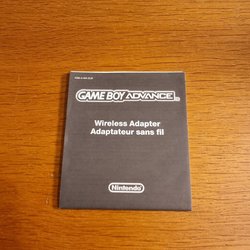 GAME BOY ADVANCE
Wireless Adapter
Adaptateur sans fil
Nintendo